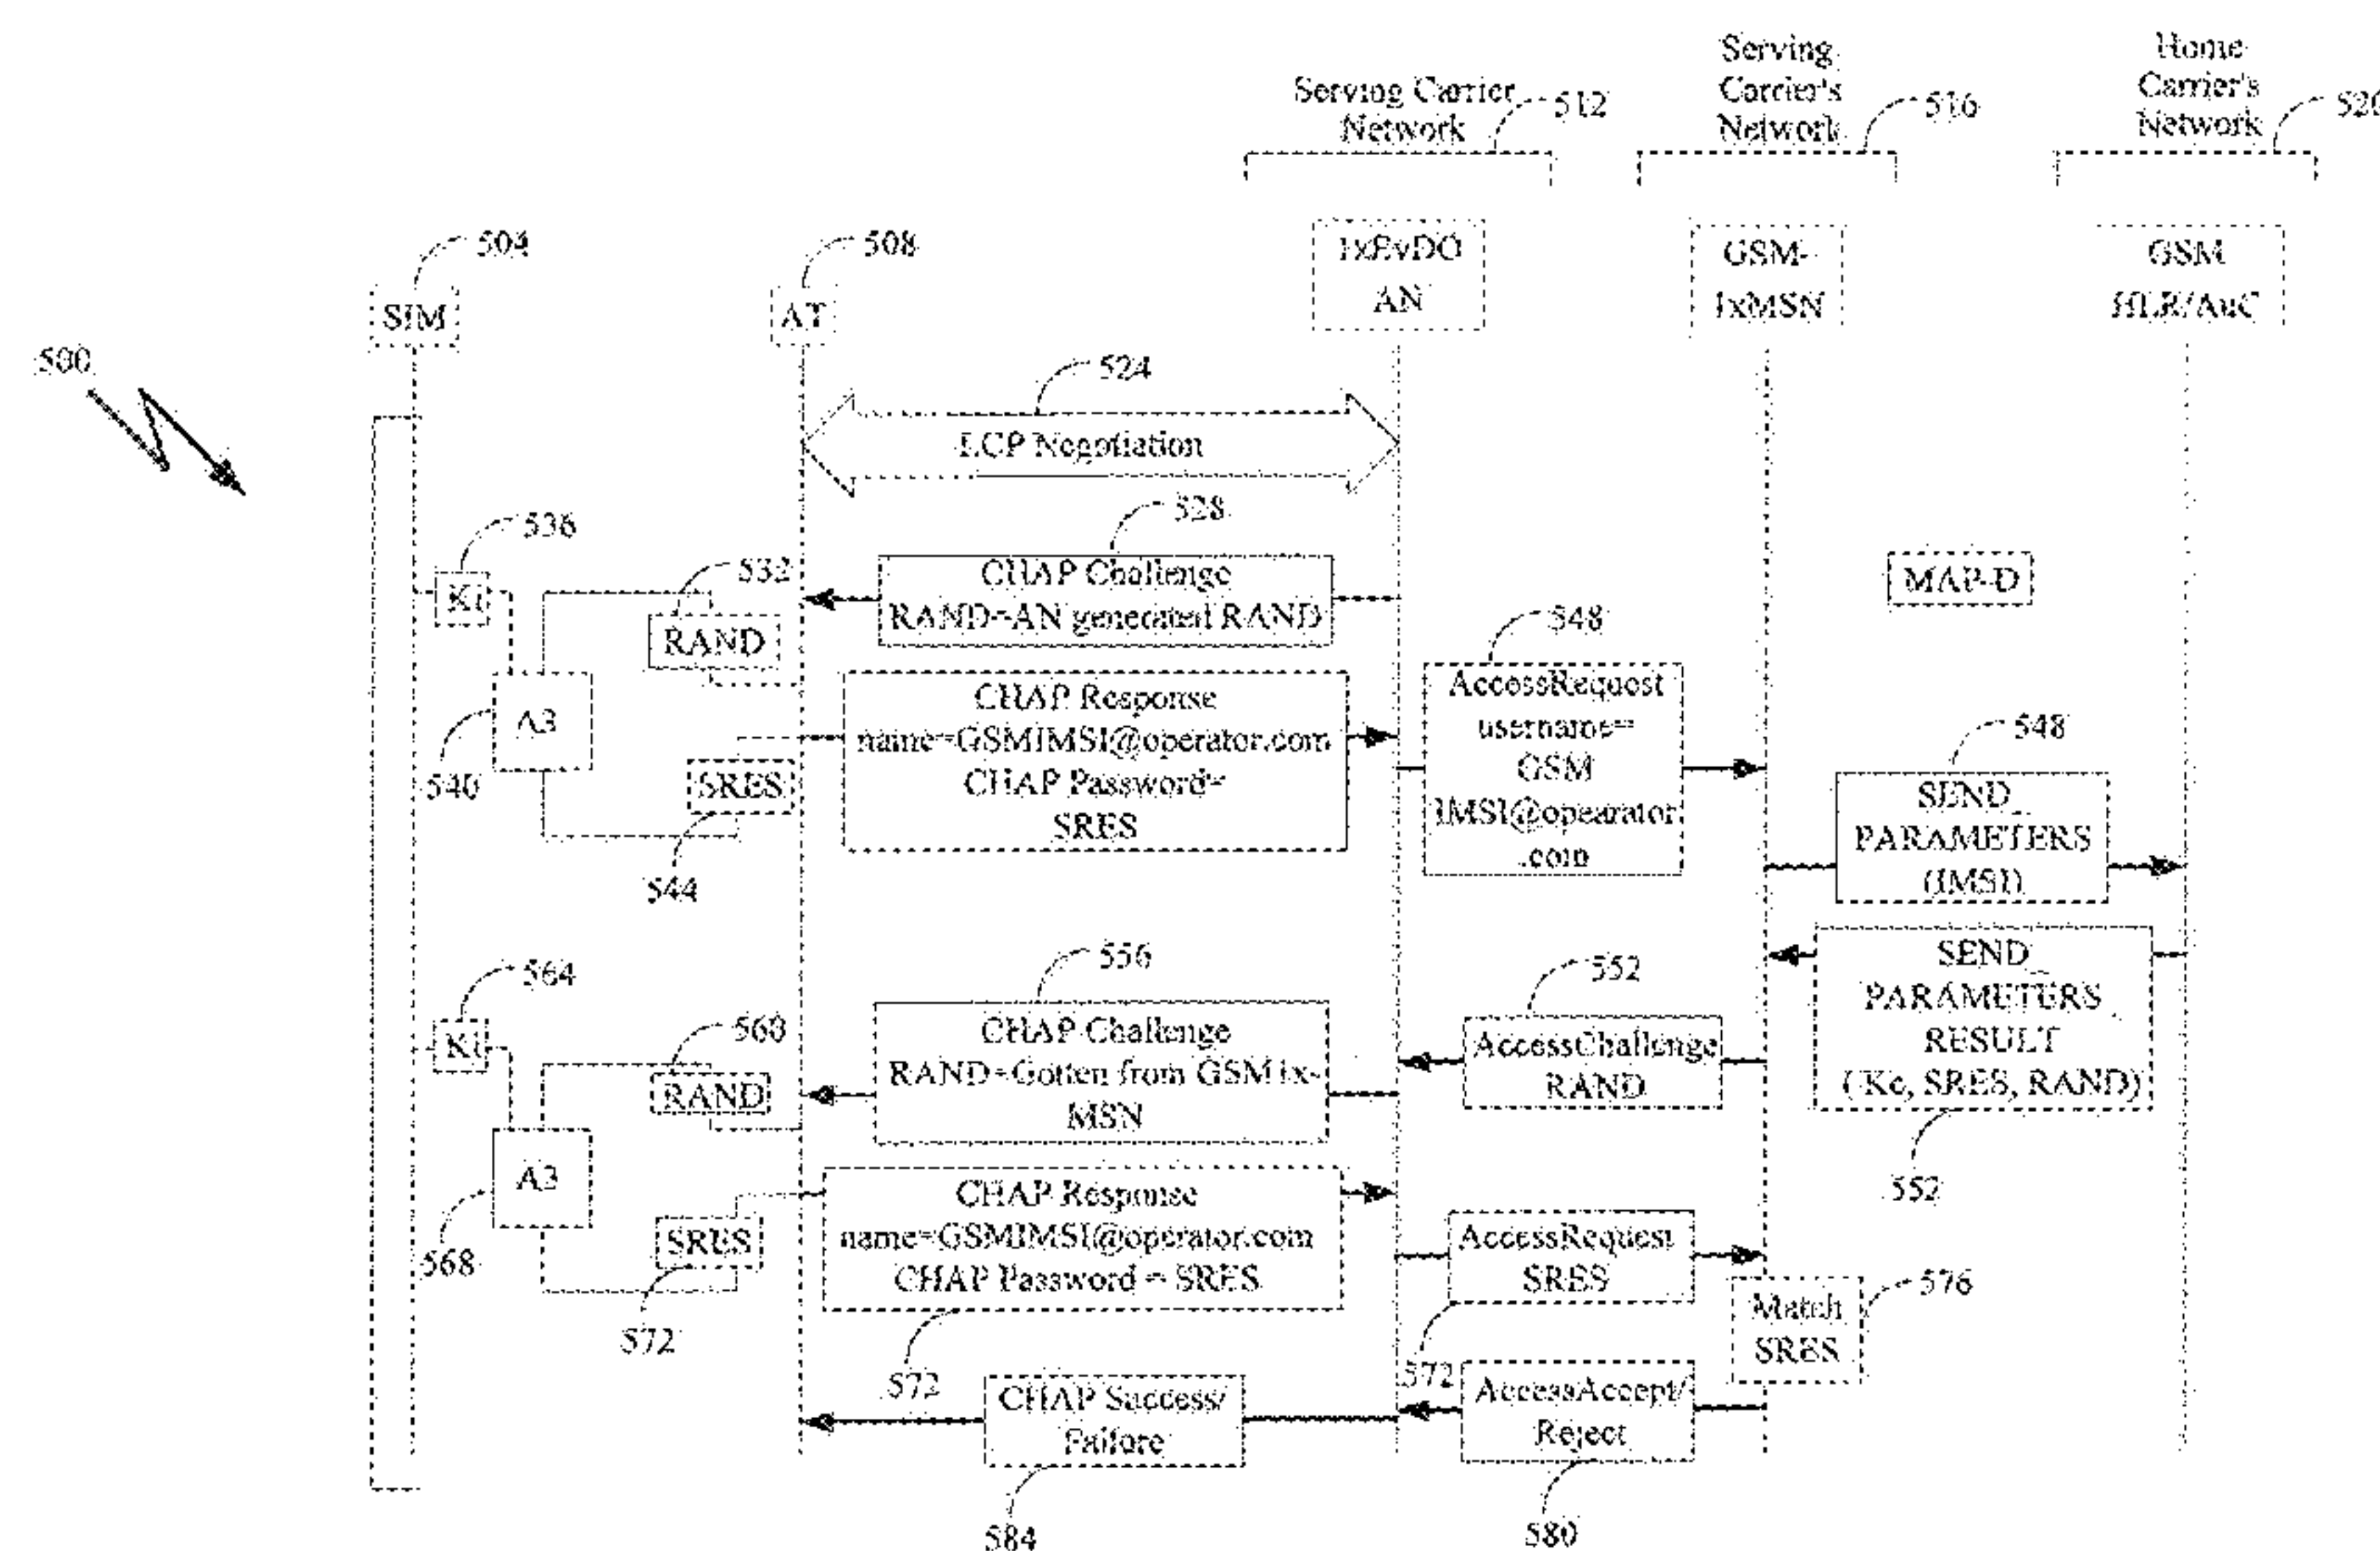 Serving Carrier
Network
512
Serving
Carrier's
Network
516
Home
Carrier's
Network
520
504
SIM
508
AT
1xEvDO
AN
GSM-
1xMSN
GSM
HLR/AuC
500
524
LCP Negotiation
528
CHAP Challenge
RAND=AN generated RAND
MAP-D
536
Ki
532
RAND
A3
540
SRES
544
CHAP Response
name=GSMIMSI@operator.com
CHAP Password=
SRES
548
AccessRequest
username=
GSM
IMSI@opearator
.com
548
SEND_
PARAMETERS
(IMSI)
SEND_
PARAMETERS_
RESULT
( Kc, SRES, RAND)
552
552
AccessChallenge
RAND
556
CHAP Challenge
RAND=Gotten from GSM1x-
MSN
564
Ki
560
RAND
A3
568
SRES
572
CHAP Response
name=GSMIMSI@operator.com
CHAP Password = SRES
572
AccessRequest
SRES
572
Match
SRES
576
AccessAccept/
Reject
580
CHAP Success/
Failure
584